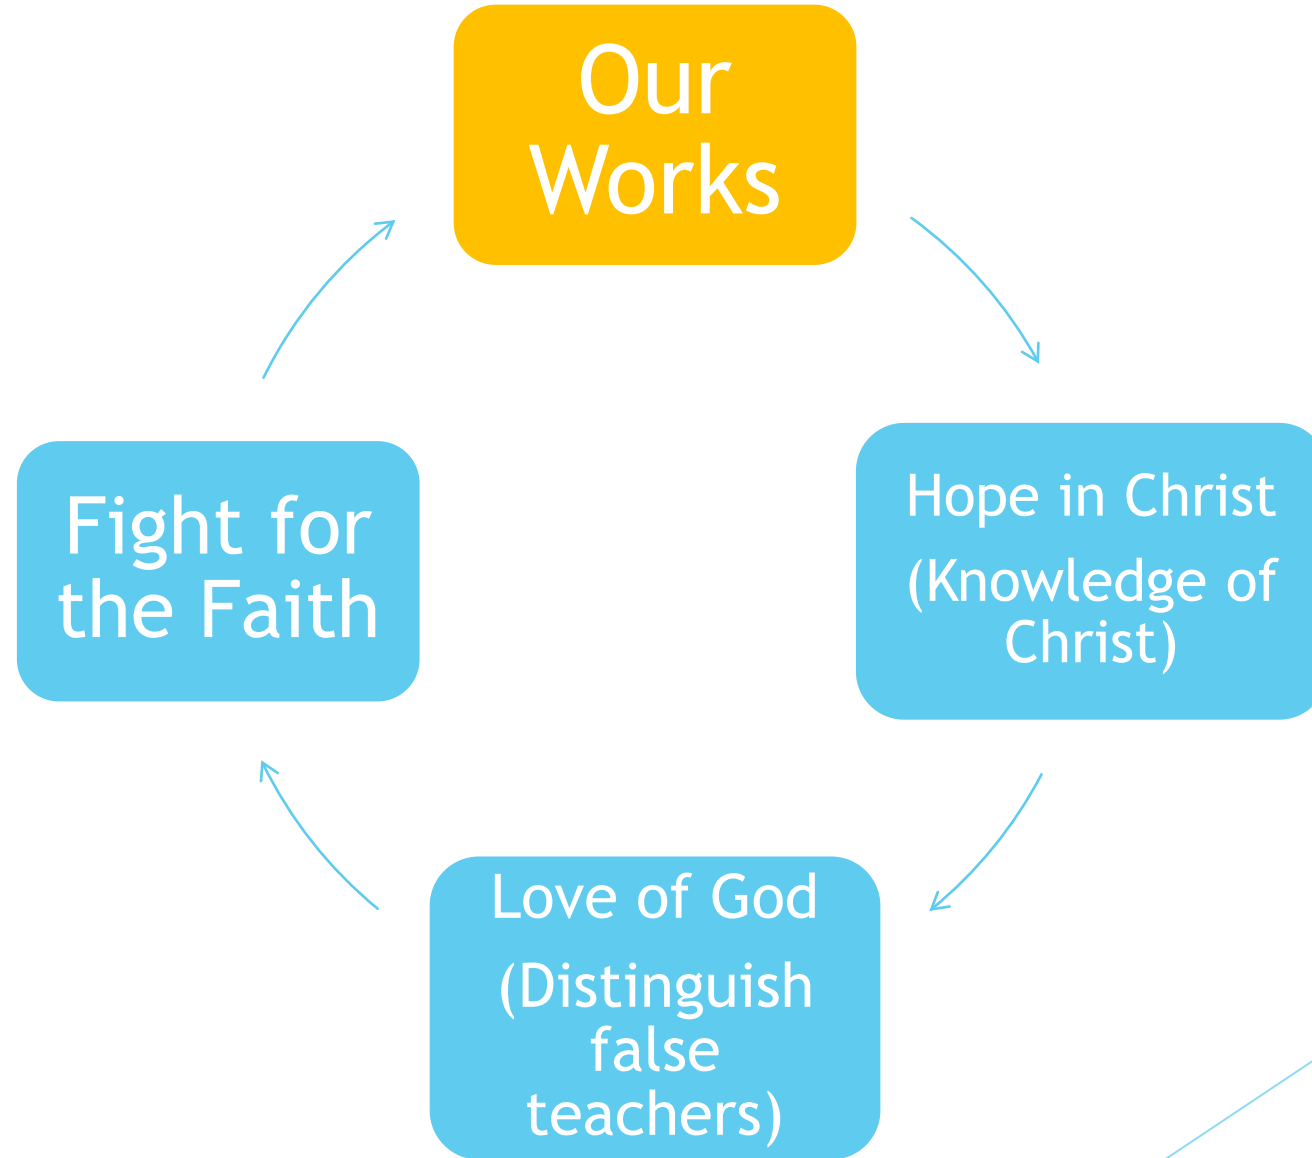 Our
Works
Hope in Christ
(Knowledge of
Christ)
Love of God
(Distinguish
false
teachers)
Fight for
the Faith